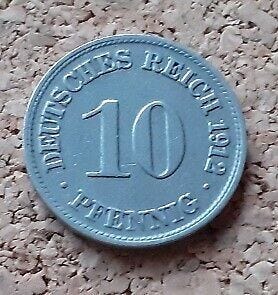 DEUTSCHES REICH 1912
10
· PFENNIG ·